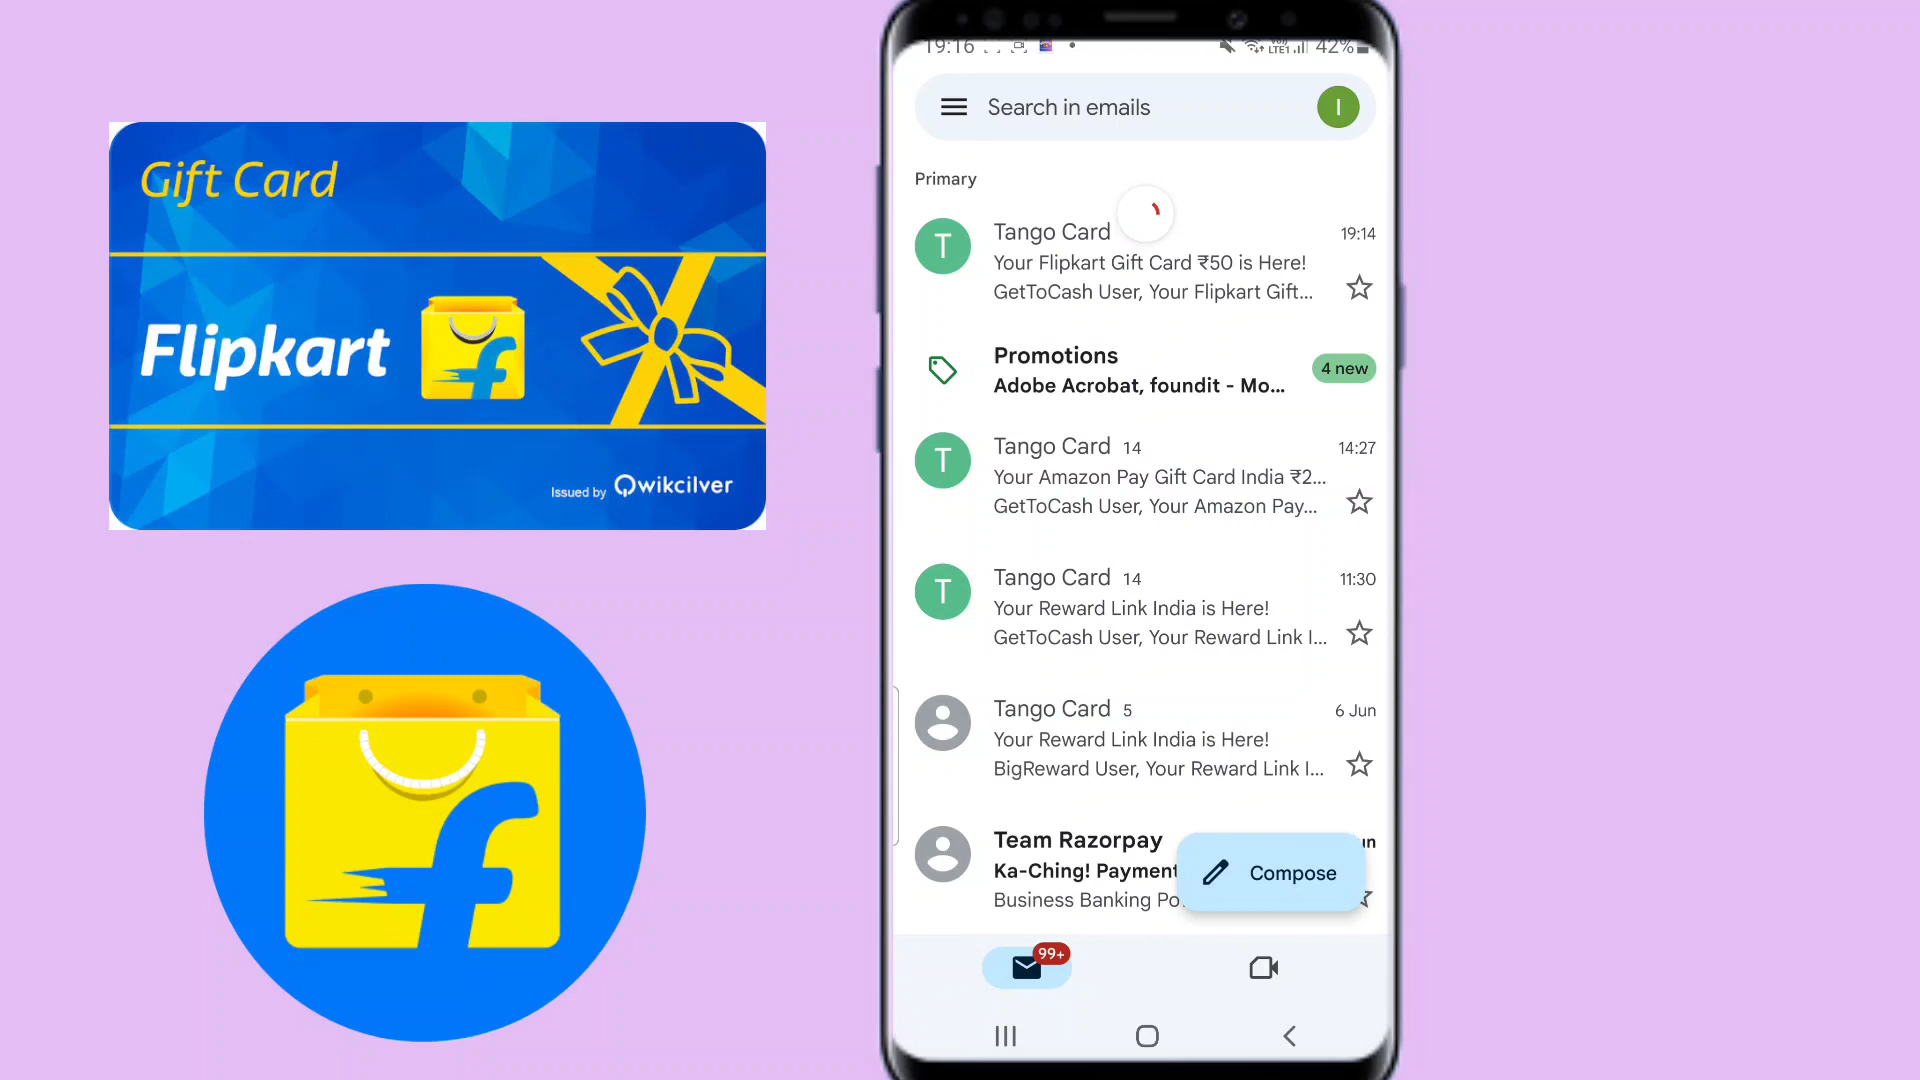 Gift Card
Flipkart
Issued by Qwikcilver
19:16
LTE1 42%
Search in emails
I
Primary
T
Tango Card
19:14
Your Flipkart Gift Card ₹50 is Here!
GetToCash User, Your Flipkart Gift...
Promotions
4 new
Adobe Acrobat, foundit - Mo...
T
Tango Card 14
14:27
Your Amazon Pay Gift Card India ₹2...
GetToCash User, Your Amazon Pay...
T
Tango Card 14
11:30
Your Reward Link India is Here!
GetToCash User, Your Reward Link I...
Tango Card 5
6 Jun
Your Reward Link India is Here!
BigReward User, Your Reward Link I...
Team Razorpay
Ka-Ching! Payment
Business Banking
Compose
99+